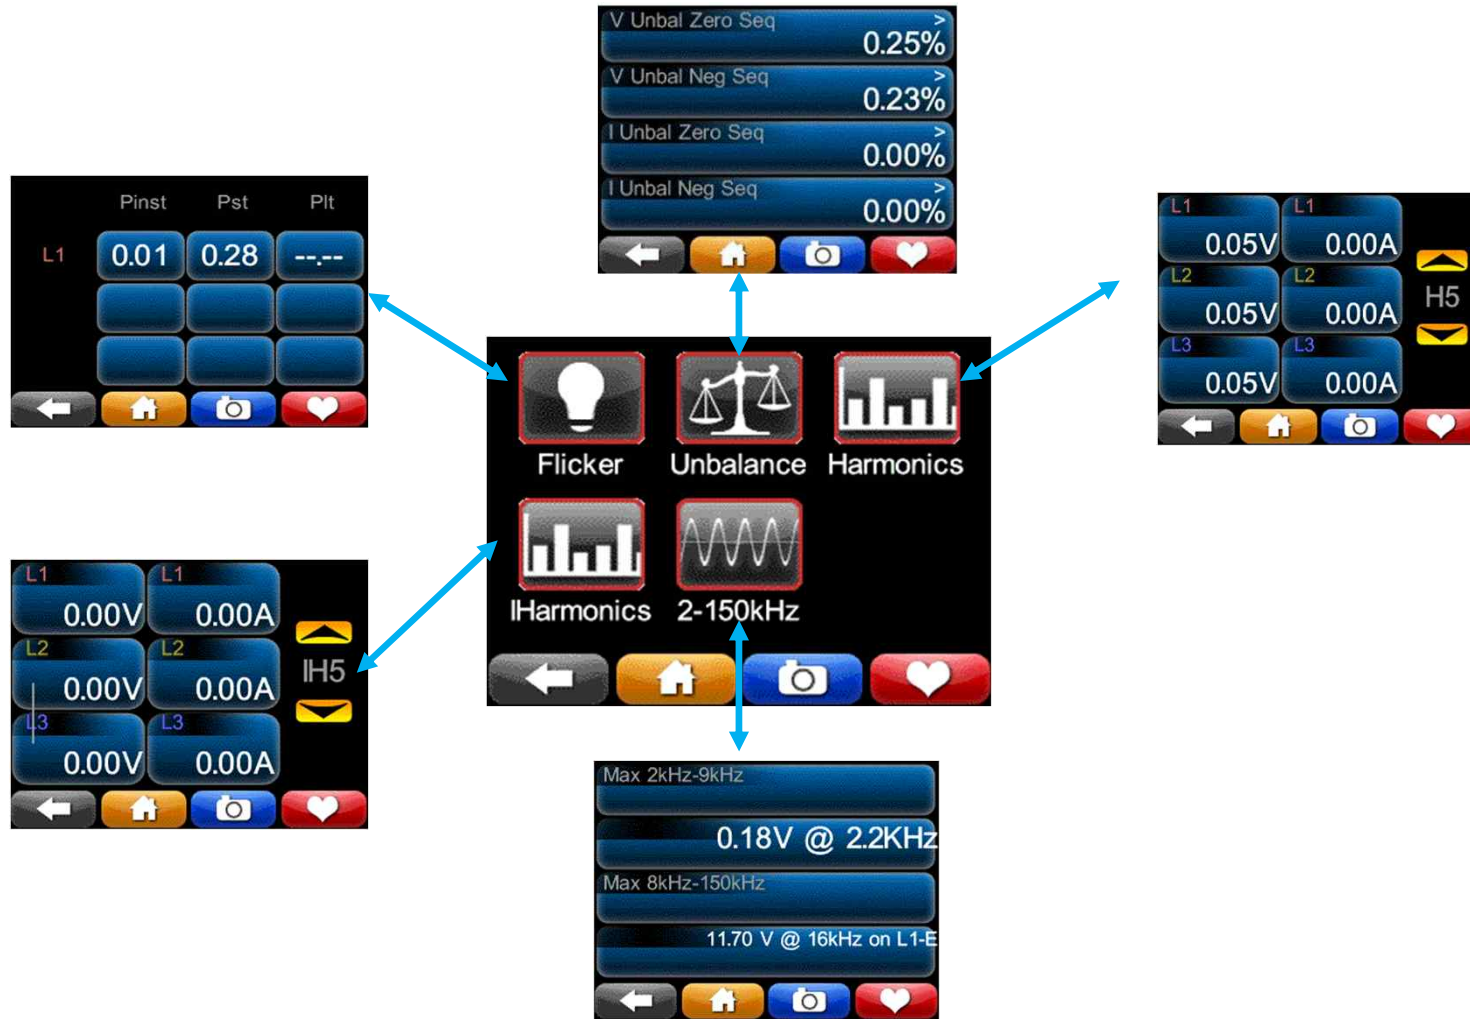 V Unbal Zero Seq >
0.25%
V Unbal Neg Seq >
0.23%
I Unbal Zero Seq >
0.00%
I Unbal Neg Seq >
0.00%
Pinst Pst Plt
L1 0.01 0.28 --.--
L1 L1
0.05V 0.00A
L2 L2
0.05V 0.00A
H5
L3 L3
0.05V 0.00A
Flicker Unbalance Harmonics
IHarmonics 2-150kHz
L1 L1
0.00V 0.00A
L2 L2
0.00V 0.00A
IH5
L3 L3
0.00V 0.00A
Max 2kHz-9kHz
0.18V @ 2.2KHz
Max 8kHz-150kHz
11.70 V @ 16kHz on L1-E